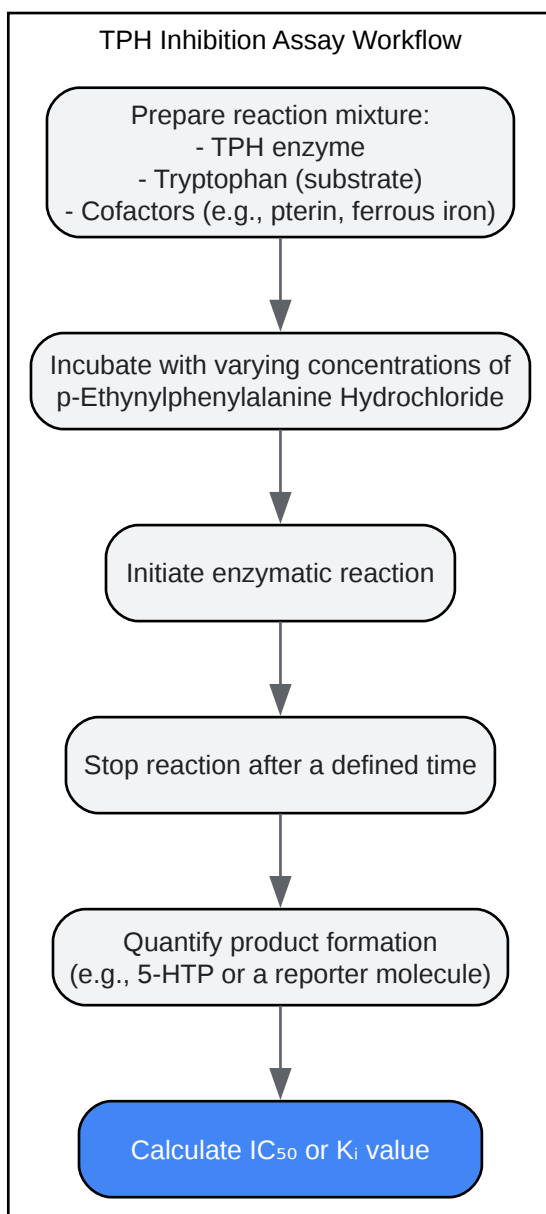 TPH Inhibition Assay Workflow
Prepare reaction mixture:
- TPH enzyme
- Tryptophan (substrate)
- Cofactors (e.g., pterin, ferrous iron)
Incubate with varying concentrations of
p-Ethynylphenylalanine Hydrochloride
Initiate enzymatic reaction
Stop reaction after a defined time
Quantify product formation
(e.g., 5-HTP or a reporter molecule)
Calculate IC₅₀ or Kᵢ value